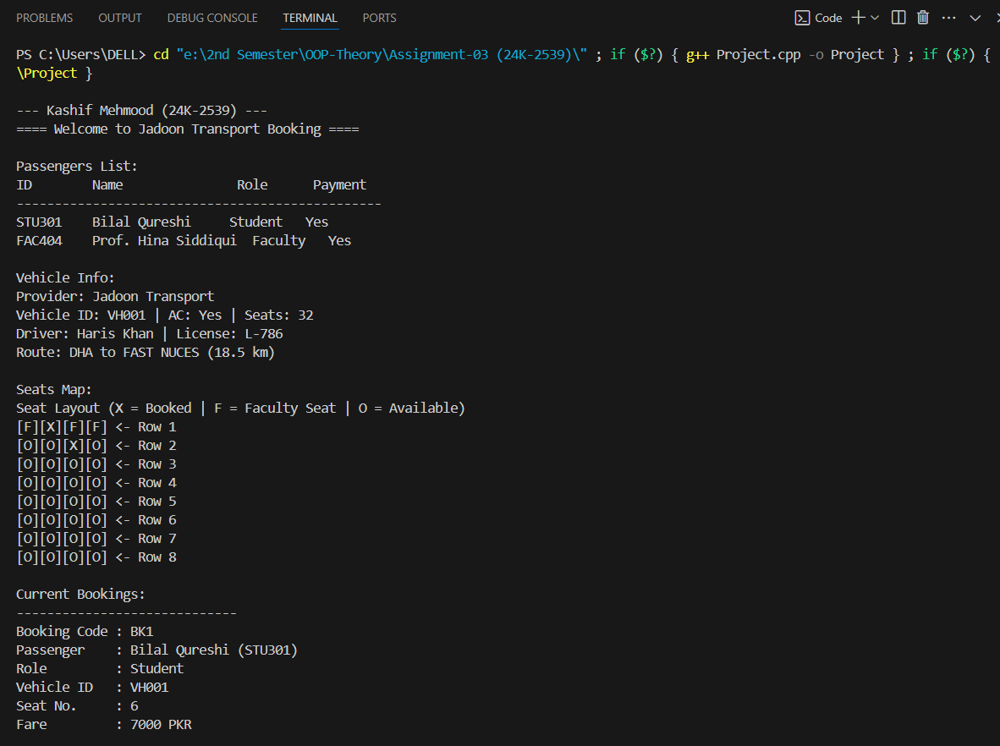 PROBLEMS OUTPUT DEBUG CONSOLE TERMINAL PORTS Code
PS C:\Users\DELL> cd "e:\2nd Semester\OOP-Theory\Assignment-03 (24K-2539)\" ; if ($?) { g++ Project.cpp -o Project } ; if ($?) {
\Project }
--- Kashif Mehmood (24K-2539) ---
==== Welcome to Jadoon Transport Booking ====
Passengers List:
ID Name Role Payment
------------------------------------------------
STU301 Bilal Qureshi Student Yes
FAC404 Prof. Hina Siddiqui Faculty Yes
Vehicle Info:
Provider: Jadoon Transport
Vehicle ID: VH001 | AC: Yes | Seats: 32
Driver: Haris Khan | License: L-786
Route: DHA to FAST NUCES (18.5 km)
Seats Map:
Seat Layout (X = Booked | F = Faculty Seat | O = Available)
[F][X][F][F] <- Row 1
[O][O][X][O] <- Row 2
[O][O][O][O] <- Row 3
[O][O][O][O] <- Row 4
[O][O][O][O] <- Row 5
[O][O][O][O] <- Row 6
[O][O][O][O] <- Row 7
[O][O][O][O] <- Row 8
Current Bookings:
-----------------------------
Booking Code : BK1
Passenger : Bilal Qureshi (STU301)
Role : Student
Vehicle ID : VH001
Seat No. : 6
Fare : 7000 PKR